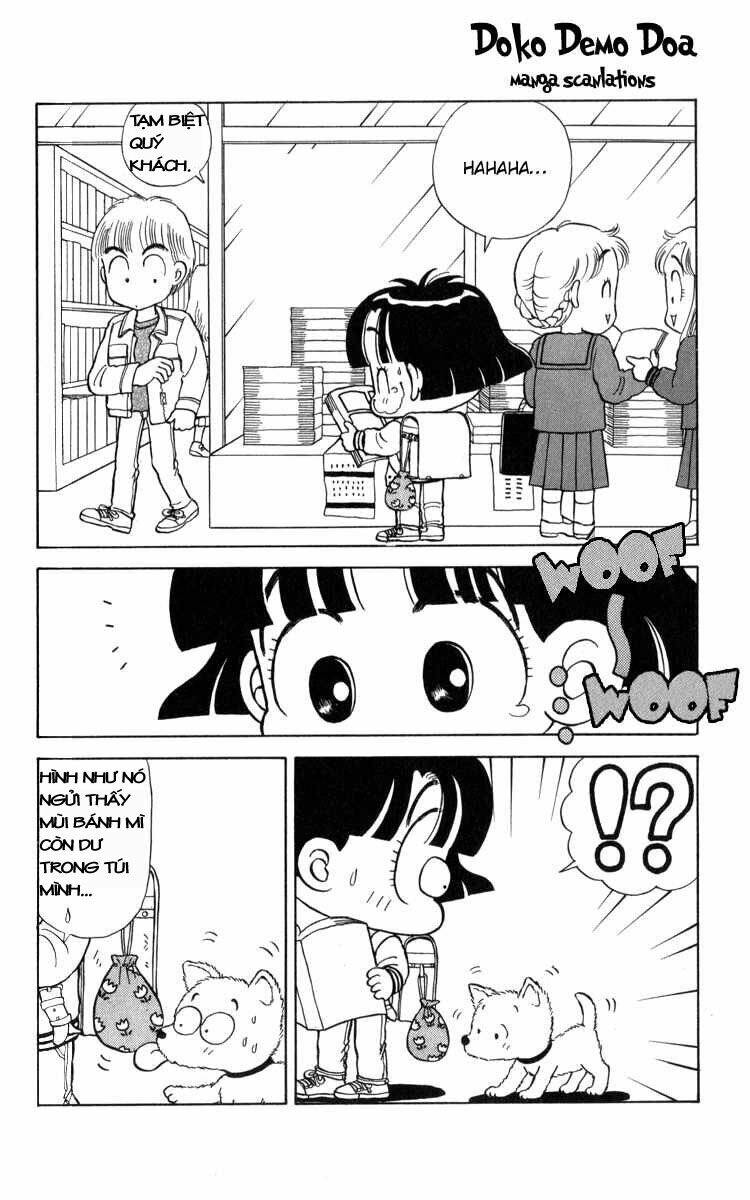 Doko Demo Doa
manga scanlations
TẠM BIỆT
QUÝ
KHÁCH.
HAHAHA...
WOOF
WOOF
HÌNH NHƯ NÓ
NGỬI THẤY
MÙI BÁNH MÌ
CÒN DƯ
TRONG TÚI
MÌNH...
!?